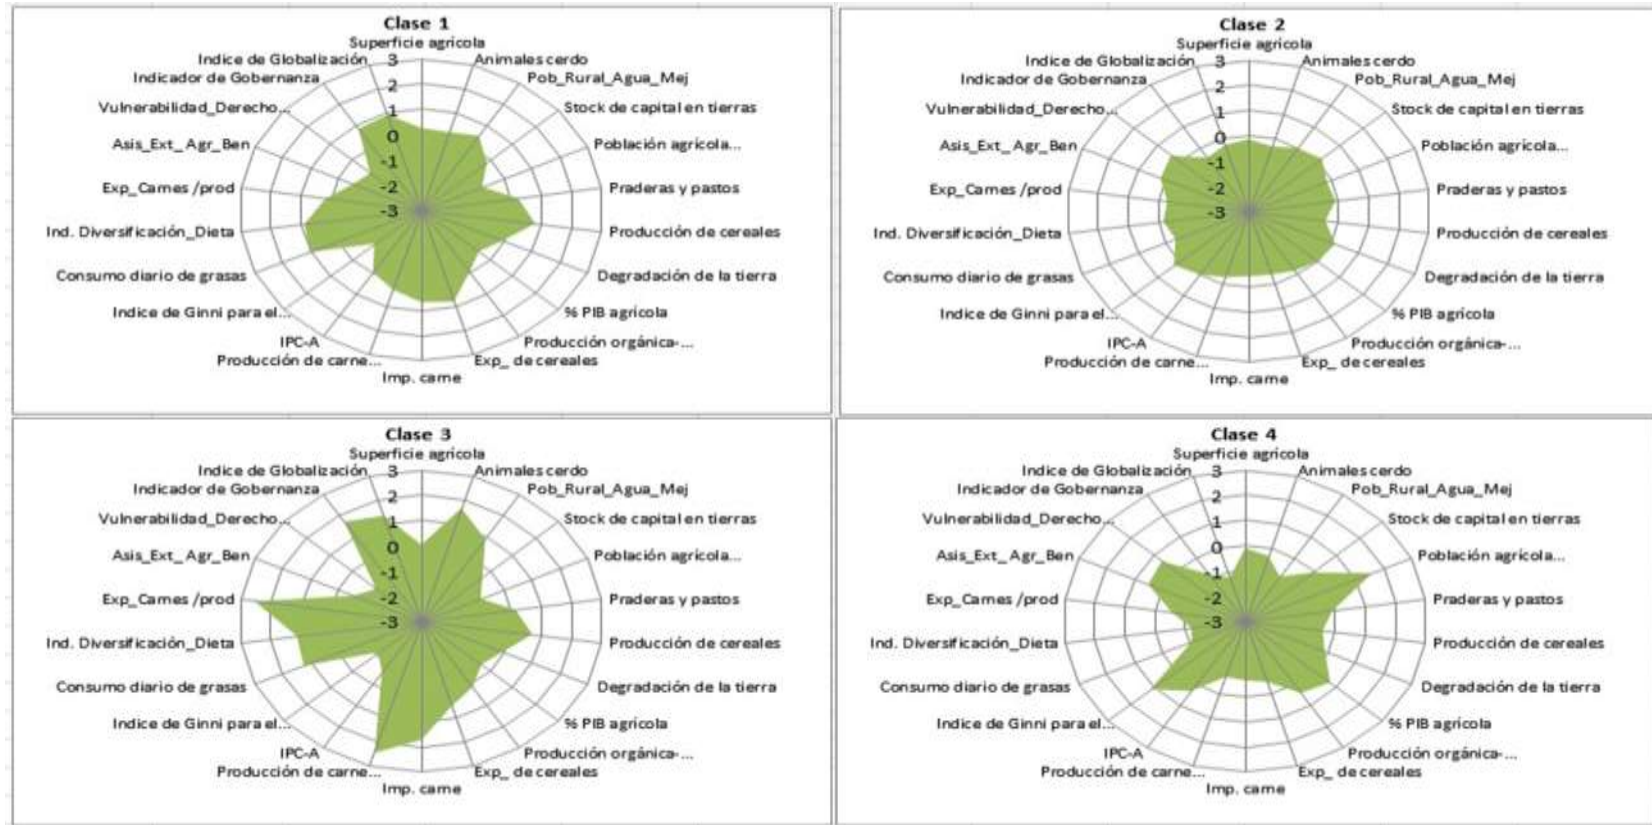 Clase 1
Superficie agrícola
Animales cerdo
Pob_Rural_Agua_Mej
Stock de capital en tierras
Población agrícola...
Praderas y pastos
Producción de cereales
Degradación de la tierra
% PIB agrícola
Producción orgánica-...
Exp_ de cereales
Imp. carne
Producción de carne...
IPC-A
Indice de Ginni para el...
Consumo diario de grasas
Ind. Diversificación_Dieta
Exp_Carnes /prod
Asis_Ext_ Agr_Ben
Vulnerabilidad_Derecho...
Indicador de Gobernanza
Indice de Globalización
3
2
1
0
-1
-2
-3
Clase 2
Superficie agrícola
Animales cerdo
Pob_Rural_Agua_Mej
Stock de capital en tierras
Población agrícola...
Praderas y pastos
Producción de cereales
Degradación de la tierra
% PIB agrícola
Producción orgánica-...
Exp_ de cereales
Imp. carne
Producción de carne...
IPC-A
Indice de Ginni para el...
Consumo diario de grasas
Ind. Diversificación_Dieta
Exp_Carnes /prod
Asis_Ext_ Agr_Ben
Vulnerabilidad_Derecho...
Indicador de Gobernanza
Indice de Globalización
3
2
1
0
-1
-2
-3
Clase 3
Superficie agrícola
Animales cerdo
Pob_Rural_Agua_Mej
Stock de capital en tierras
Población agrícola...
Praderas y pastos
Producción de cereales
Degradación de la tierra
% PIB agrícola
Producción orgánica-...
Exp_ de cereales
Imp. carne
Producción de carne...
IPC-A
Indice de Ginni para el...
Consumo diario de grasas
Ind. Diversificación_Dieta
Exp_Carnes /prod
Asis_Ext_ Agr_Ben
Vulnerabilidad_Derecho...
Indicador de Gobernanza
Indice de Globalización
3
2
1
0
-1
-2
-3
Clase 4
Superficie agrícola
Animales cerdo
Pob_Rural_Agua_Mej
Stock de capital en tierras
Población agrícola...
Praderas y pastos
Producción de cereales
Degradación de la tierra
% PIB agrícola
Producción orgánica-...
Exp_ de cereales
Imp. carne
Producción de carne...
IPC-A
Indice de Ginni para el...
Consumo diario de grasas
Ind. Diversificación_Dieta
Exp_Carnes /prod
Asis_Ext_ Agr_Ben
Vulnerabilidad_Derecho...
Indicador de Gobernanza
Indice de Globalización
3
2
1
0
-1
-2
-3